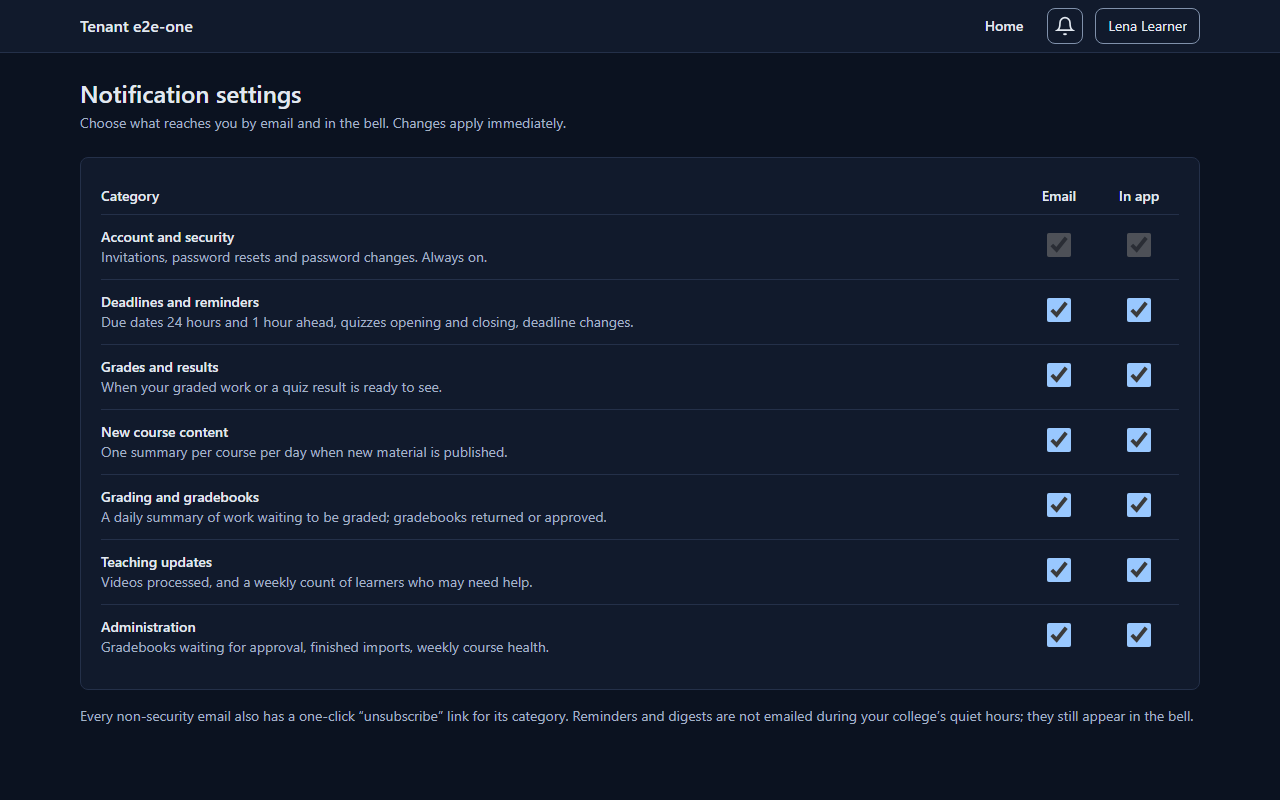 Tenant e2e-one
Home
Lena Learner
Notification settings
Choose what reaches you by email and in the bell. Changes apply immediately.
Category Email In app
Account and security
Invitations, password resets and password changes. Always on.
Deadlines and reminders
Due dates 24 hours and 1 hour ahead, quizzes opening and closing, deadline changes.
Grades and results
When your graded work or a quiz result is ready to see.
New course content
One summary per course per day when new material is published.
Grading and gradebooks
A daily summary of work waiting to be graded; gradebooks returned or approved.
Teaching updates
Videos processed, and a weekly count of learners who may need help.
Administration
Gradebooks waiting for approval, finished imports, weekly course health.
Every non-security email also has a one-click “unsubscribe” link for its category. Reminders and digests are not emailed during your college’s quiet hours; they still appear in the bell.